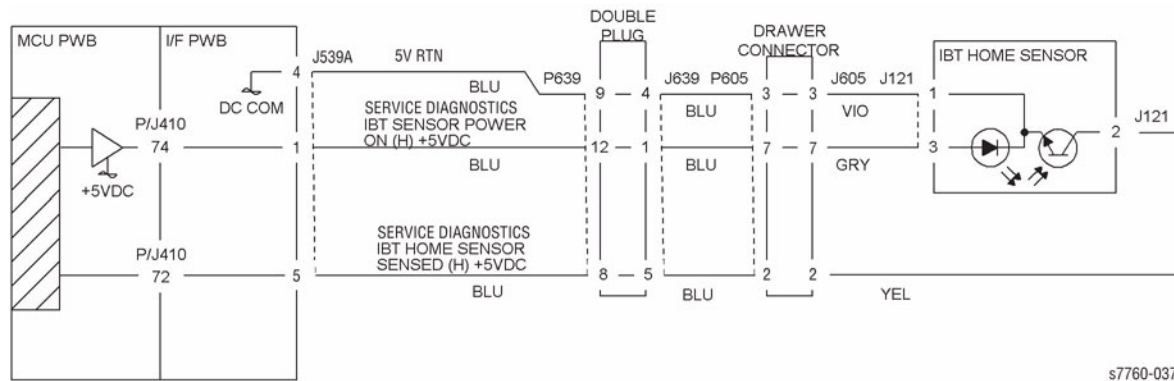 DOUBLE
PLUG
DRAWER
CONNECTOR
MCU PWB
I/F PWB
IBT HOME SENSOR
J539A
5V RTN
4
P639
J639
P605
J605
J121
DC COM
BLU
9
4
BLU
3
3
VIO
1
J121
P/J410
SERVICE DIAGNOSTICS
IBT SENSOR POWER
ON (H) +5VDC
2
74
1
BLU
12
1
BLU
7
7
GRY
3
+5VDC
P/J410
SERVICE DIAGNOSTICS
IBT HOME SENSOR
SENSED (H) +5VDC
72
5
BLU
8
5
BLU
2
2
YEL
s7760-037